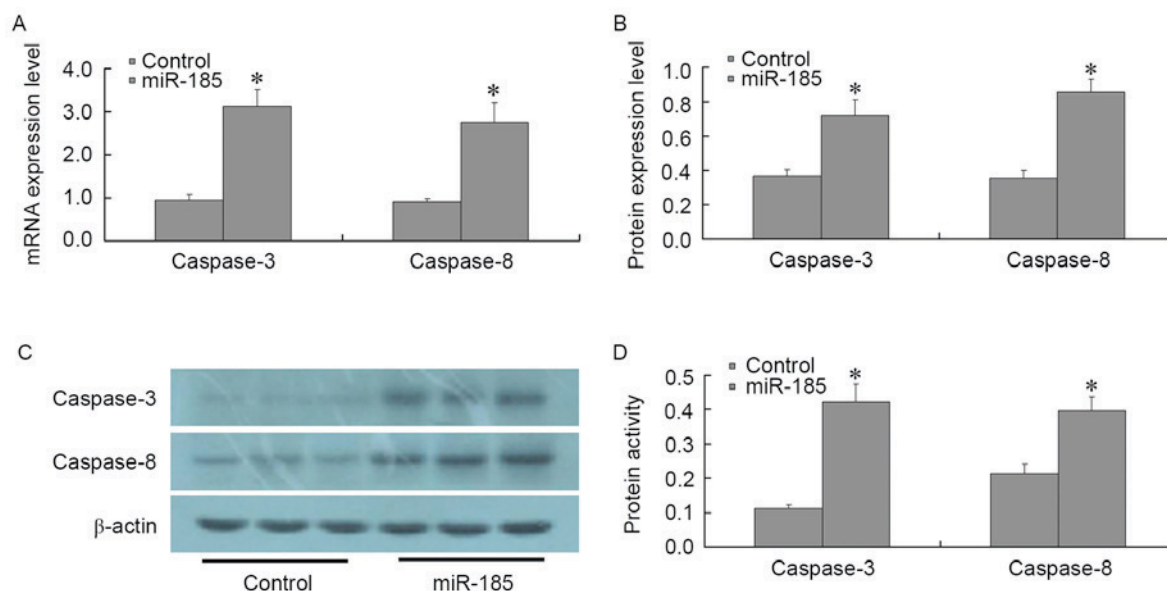 A
mRNA expression level
Control
miR-185
4.0
3.0
2.0
1.0
0.0
*
*
Caspase-3
Caspase-8
B
Protein expression level
Control
miR-185
1.0
0.8
0.6
0.4
0.2
0.0
*
*
Caspase-3
Caspase-8
C
Caspase-3
Caspase-8
β-actin
Control
miR-185
D
Protein activity
Control
miR-185
0.5
0.4
0.3
0.2
0.1
0.0
*
*
Caspase-3
Caspase-8